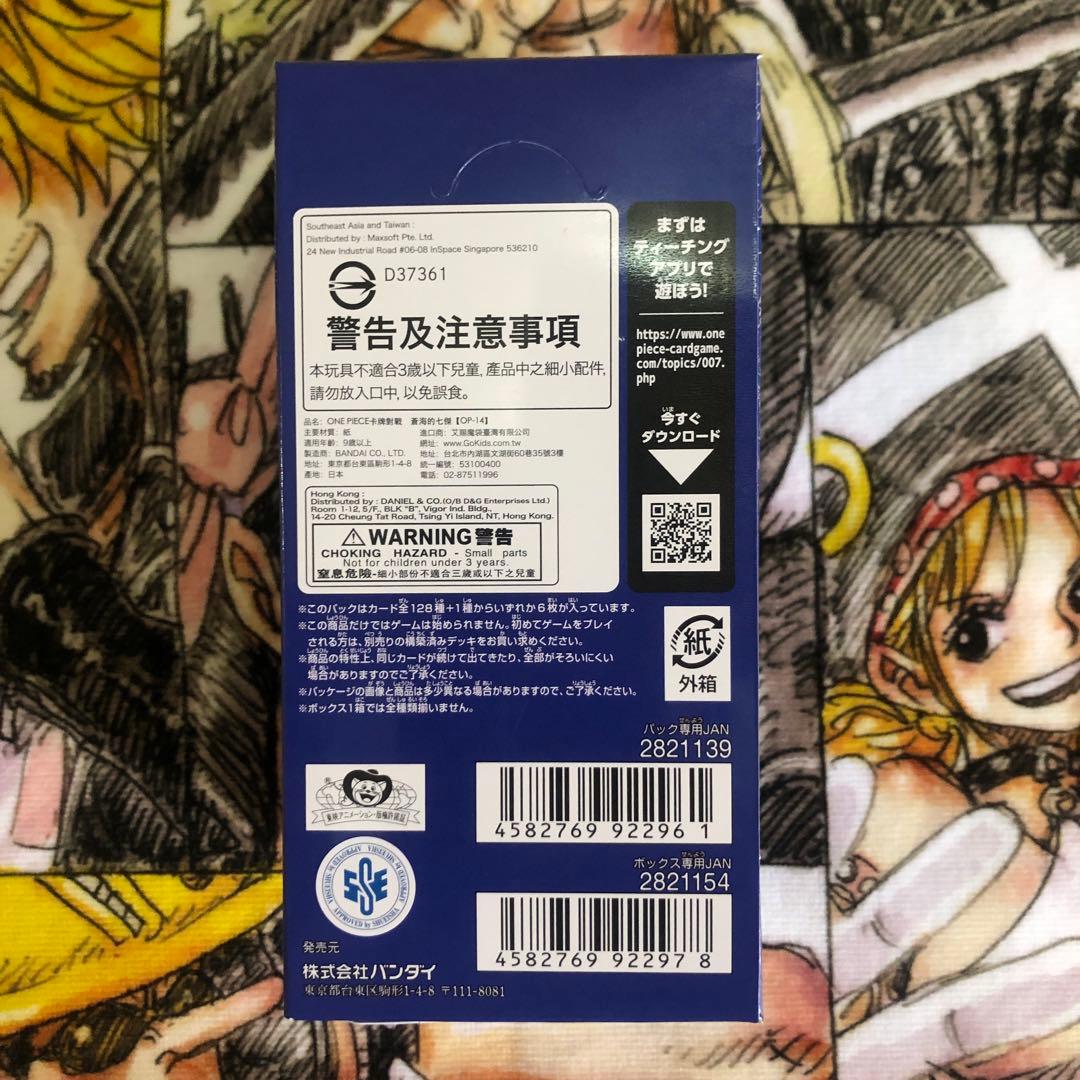 Southeast Asia and Taiwan :
Distributed by : Maxsoft Pte. Ltd.
24 New Industrial Road #06-08 InSpace Singapore 536210
D37361
警告及注意事項
本玩具不適合3歲以下兒童, 產品中之細小配件,
請勿放入口中, 以免誤食。
品名: ONE PIECE卡牌對戰 蒼海的七傑【OP-14】
主要材質: 紙
適用年齡: 9歲以上
製造商: BANDAI CO., LTD.
地址: 東京都台東區駒形1-4-8
產地: 日本
進口商: 艾賜魔袋臺灣有限公司
網址: www.GoKids.com.tw
地址: 台北市內湖區文湖街60巷35號3樓
統一編號: 53100400
電話: 02-87511996
Hong Kong :
Distributed by : DANIEL & CO.(O/B D&G Enterprises Ltd.)
Room 1-12, 5/F., BLK "B", Vigor Ind. Bldg.,
14-20 Cheung Tat Road, Tsing Yi Island, NT, Hong Kong.
WARNING 警告
CHOKING HAZARD - Small parts
Not for children under 3 years.
窒息危險-細小部份不適合三歲或以下之兒童
まずは
ティーチング
アプリで
遊ぼう!
https://www.one
piece-cardgame.
com/topics/007.
php
今すぐ
ダウンロード
※このパックはカード全128種+1種からいずれか6枚が入っています。
※この商品だけではゲームは始められません。初めてゲームをプレイ
される方は、別売りの構築済みデッキをお買い求めください。
※商品の特性上、同じカードが続けて出てきたり、全部がそろいにくい
場合がありますのでご了承ください。
※パッケージの画像と商品は多少異なる場合がありますので、ご了承ください。
※ボックス1箱では全種類揃いません。
紙
外箱
パック専用JAN
2821139
4582769 922961
ボックス専用JAN
2821154
4582769 922978
東映アニメーション・版権許諾証
APPROVED by SHUEISHA
発売元
株式会社バンダイ
東京都台東区駒形1-4-8 〒111-8081